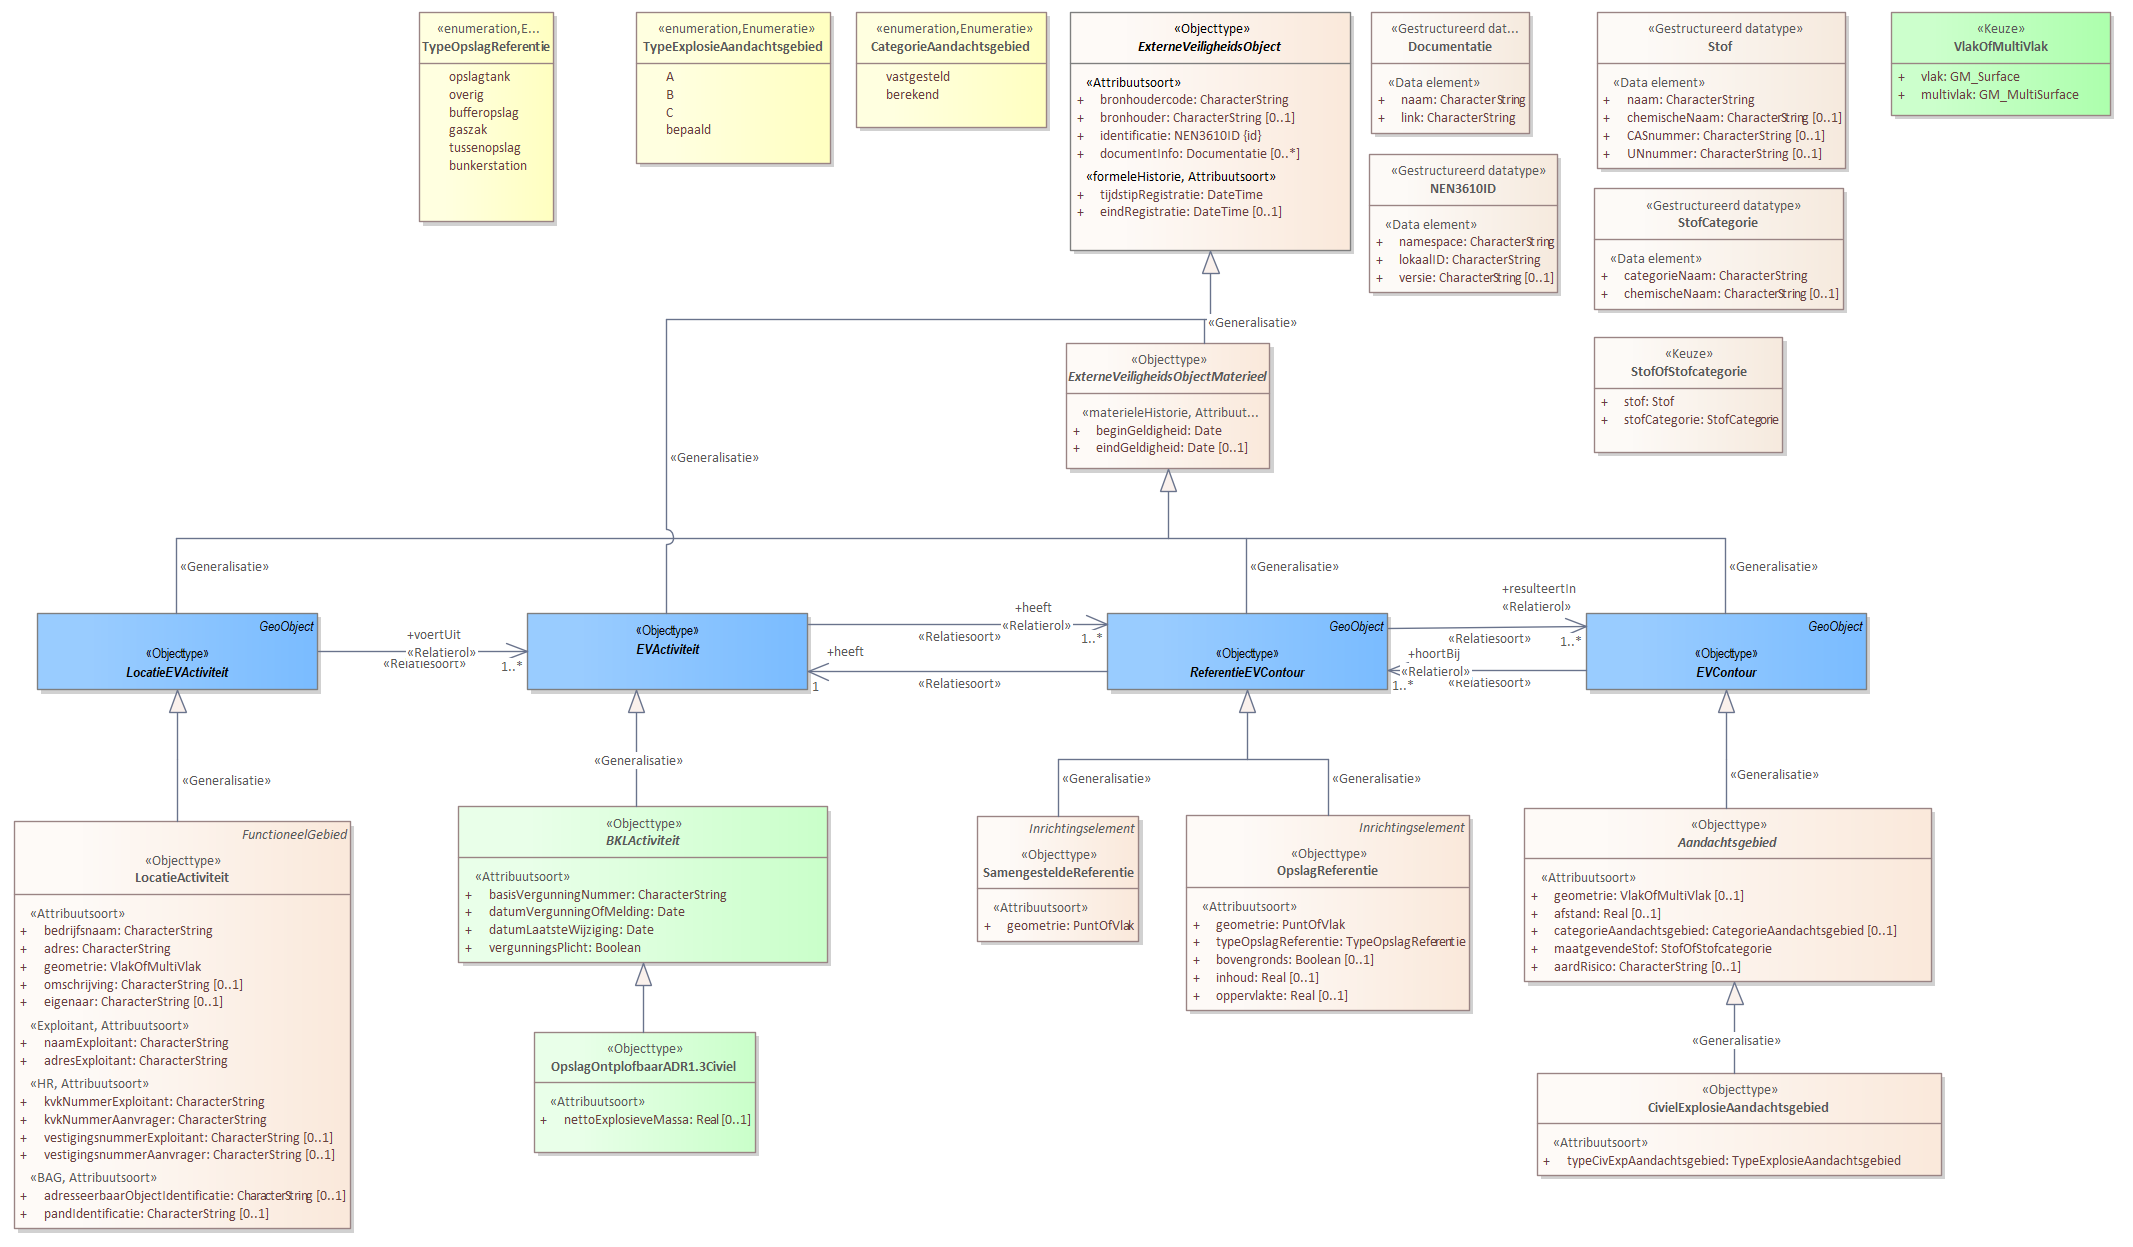 «enumeration,E...
TypeOpslagReferentie
opslagtank
overig
bufferopslag
gaszak
tussenopslag
bunkerstation
«enumeration,Enumeratie»
TypeExplosieAandachtsgebied
A
B
C
bepaald
«enumeration,Enumeratie»
CategorieAandachtsgebied
vastgesteld
berekend
«Objecttype»
ExterneVeiligheidsObject
«Attribuutsoort»
+ bronhoudercode: CharacterString
+ bronhouder: CharacterString [0..1]
+ identificatie: NEN3610ID {id}
+ documentInfo: Documentatie [0..*]
«formeleHistorie, Attribuutsoort»
+ tijdstipRegistratie: DateTime
+ eindRegistratie: DateTime [0..1]
«Gestructureerd dat...
Documentatie
«Data element»
+ naam: CharacterString
+ link: CharacterString
«Gestructureerd datatype»
NEN3610ID
«Data element»
+ namespace: CharacterString
+ lokaalID: CharacterString
+ versie: CharacterString [0..1]
«Gestructureerd datatype»
Stof
«Data element»
+ naam: CharacterString
+ chemischeNaam: CharacterString [0..1]
+ CASnummer: CharacterString [0..1]
+ UNnummer: CharacterString [0..1]
«Gestructureerd datatype»
StofCategorie
«Data element»
+ categorieNaam: CharacterString
+ chemischeNaam: CharacterString [0..1]
«Keuze»
StofOfStofcategorie
+ stof: Stof
+ stofCategorie: StofCategorie
«Keuze»
VlakOfMultiVlak
+ vlak: GM_Surface
+ multivlak: GM_MultiSurface
«Generalisatie»
«Objecttype»
ExterneVeiligheidsObjectMaterieel
«materieleHistorie, Attribuut...
+ beginGeldigheid: Date
+ eindGeldigheid: Date [0..1]
«Generalisatie»
«Generalisatie»
«Generalisatie»
«Generalisatie»
GeoObject
«Objecttype»
LocatieEVActiviteit
+voertUit
«Relatierol»
«Relatiesoort»
1..*
«Objecttype»
EVActiviteit
+heeft
«Relatierol»
«Relatiesoort»
1..*
+heeft
«Relatiesoort»
1
GeoObject
«Objecttype»
ReferentieEVContour
+resulteertIn
«Relatierol»
«Relatiesoort»
1..*
+hoortBij
«Relatierol»
«Relatiesoort»
1..*
GeoObject
«Objecttype»
EVContour
«Generalisatie»
«Generalisatie»
«Generalisatie»
«Generalisatie»
«Generalisatie»
FunctioneelGebied
«Objecttype»
LocatieActiviteit
«Attribuutsoort»
+ bedrijfsnaam: CharacterString
+ adres: CharacterString
+ geometrie: VlakOfMultiVlak
+ omschrijving: CharacterString [0..1]
+ eigenaar: CharacterString [0..1]
«Exploitant, Attribuutsoort»
+ naamExploitant: CharacterString
+ adresExploitant: CharacterString
«HR, Attribuutsoort»
+ kvkNummerExploitant: CharacterString
+ kvkNummerAanvrager: CharacterString
+ vestigingsnummerExploitant: CharacterString [0..1]
+ vestigingsnummerAanvrager: CharacterString [0..1]
«BAG, Attribuutsoort»
+ adresseerbaarObjectIdentificatie: CharacterString [0..1]
+ pandIdentificatie: CharacterString [0..1]
«Objecttype»
BKLActiviteit
«Attribuutsoort»
+ basisVergunningNummer: CharacterString
+ datumVergunningOfMelding: Date
+ datumLaatsteWijziging: Date
+ vergunningsPlicht: Boolean
«Objecttype»
OpslagOntplofbaarADR1.3Civiel
«Attribuutsoort»
+ nettoExplosieveMassa: Real [0..1]
Inrichtingselement
«Objecttype»
SamengesteldeReferentie
«Attribuutsoort»
+ geometrie: PuntOfVlak
Inrichtingselement
«Objecttype»
OpslagReferentie
«Attribuutsoort»
+ geometrie: PuntOfVlak
+ typeOpslagReferentie: TypeOpslagReferentie
+ bovengronds: Boolean [0..1]
+ inhoud: Real [0..1]
+ oppervlakte: Real [0..1]
«Objecttype»
Aandachtsgebied
«Attribuutsoort»
+ geometrie: VlakOfMultiVlak [0..1]
+ afstand: Real [0..1]
+ categorieAandachtsgebied: CategorieAandachtsgebied [0..1]
+ maatgevendeStof: StofOfStofcategorie
+ aardRisico: CharacterString [0..1]
«Generalisatie»
«Objecttype»
CivielExplosieAandachtsgebied
«Attribuutsoort»
+ typeCivExpAandachtsgebied: TypeExplosieAandachtsgebied